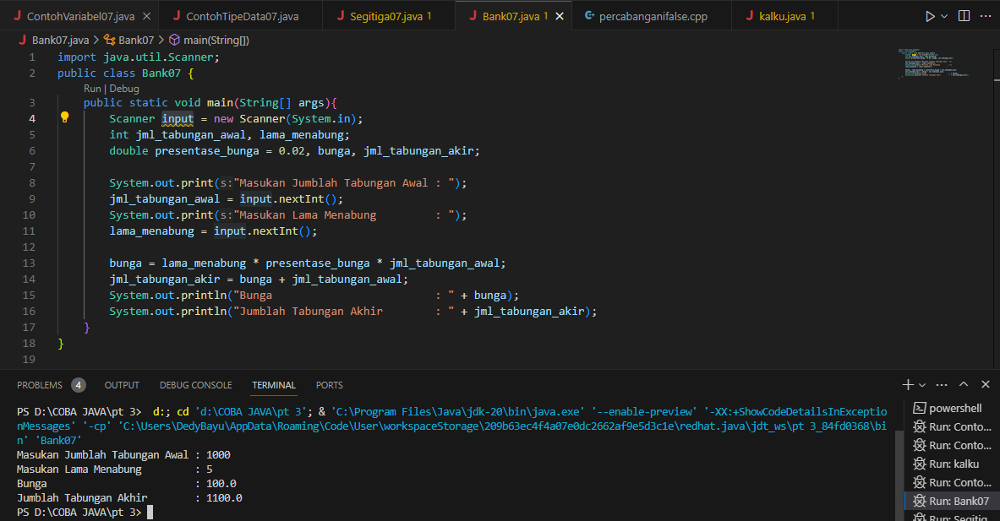 ContohVariabel07.java ContohTipeData07.java Segitiga07.java 1 Bank07.java 1 percabanganifalse.cpp kalku.java 1
Bank07.java > Bank07 > main(String[])
1 import java.util.Scanner;
2 public class Bank07 {
Run | Debug
3 public static void main(String[] args){
4 Scanner input = new Scanner(System.in);
5 int jml_tabungan_awal, lama_menabung;
6 double presentase_bunga = 0.02, bunga, jml_tabungan_akir;
7
8 System.out.print(s:"Masukan Jumblah Tabungan Awal : ");
9 jml_tabungan_awal = input.nextInt();
10 System.out.print(s:"Masukan Lama Menabung : ");
11 lama_menabung = input.nextInt();
12
13 bunga = lama_menabung * presentase_bunga * jml_tabungan_awal;
14 jml_tabungan_akir = bunga + jml_tabungan_awal;
15 System.out.println("Bunga : " + bunga);
16 System.out.println("Jumblah Tabungan Akhir : " + jml_tabungan_akir);
17 }
18 }
19
PROBLEMS 4 OUTPUT DEBUG CONSOLE TERMINAL PORTS
PS D:\COBA JAVA\pt 3> d:; cd 'd:\COBA JAVA\pt 3'; & 'C:\Program Files\Java\jdk-20\bin\java.exe' '--enable-preview' '-XX:+ShowCodeDetailsInExceptio
nMessages' '-cp' 'C:\Users\DedyBayu\AppData\Roaming\Code\User\workspaceStorage\209b63ec4f4a07e0dc2662af9e5d3c1e\redhat.java\jdt_ws\pt 3_84fd0368\bi
n' 'Bank07'
Masukan Jumblah Tabungan Awal : 1000
Masukan Lama Menabung : 5
Bunga : 100.0
Jumblah Tabungan Akhir : 1100.0
PS D:\COBA JAVA\pt 3>
powershell
Run: Conto...
Run: Conto...
Run: kalku
Run: Conto...
Run: Bank07
Run: Segitig